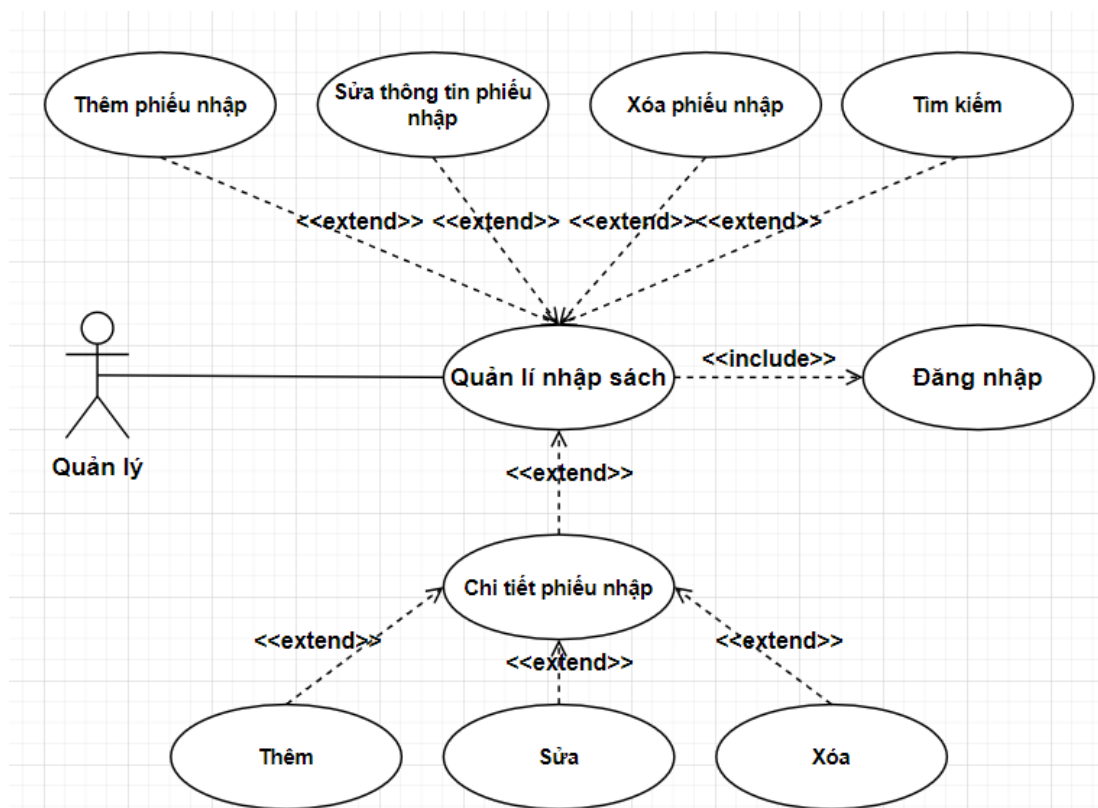 Thêm phiếu nhập
Sửa thông tin phiếu
nhập
Xóa phiếu nhập
Tìm kiếm
<<extend>>
<<extend>>
<<extend>>
<<extend>>
Quản lí nhập sách
<<include>>
Đăng nhập
Quản lý
<<extend>>
Chi tiết phiếu nhập
<<extend>>
<<extend>>
<<extend>>
Thêm
Sửa
Xóa